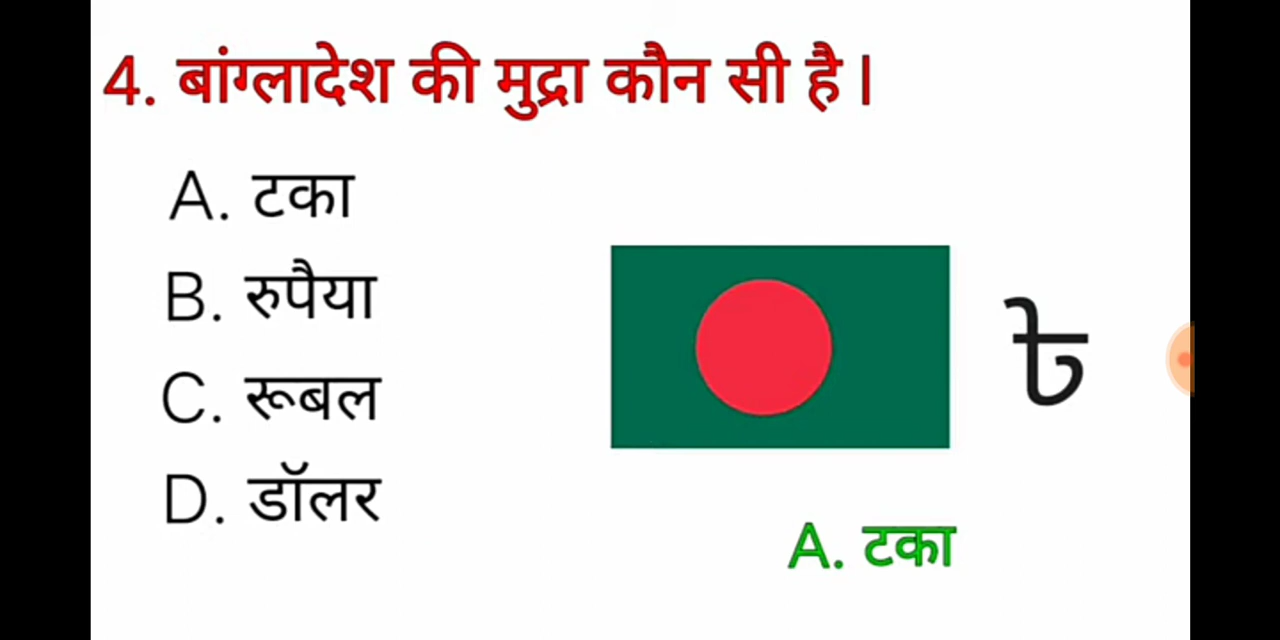 4. बांग्लादेश की मुद्रा कौन सी है।
A. टका
B. रुपैया
C. रूबल
D. डॉलर
৳
A. टका